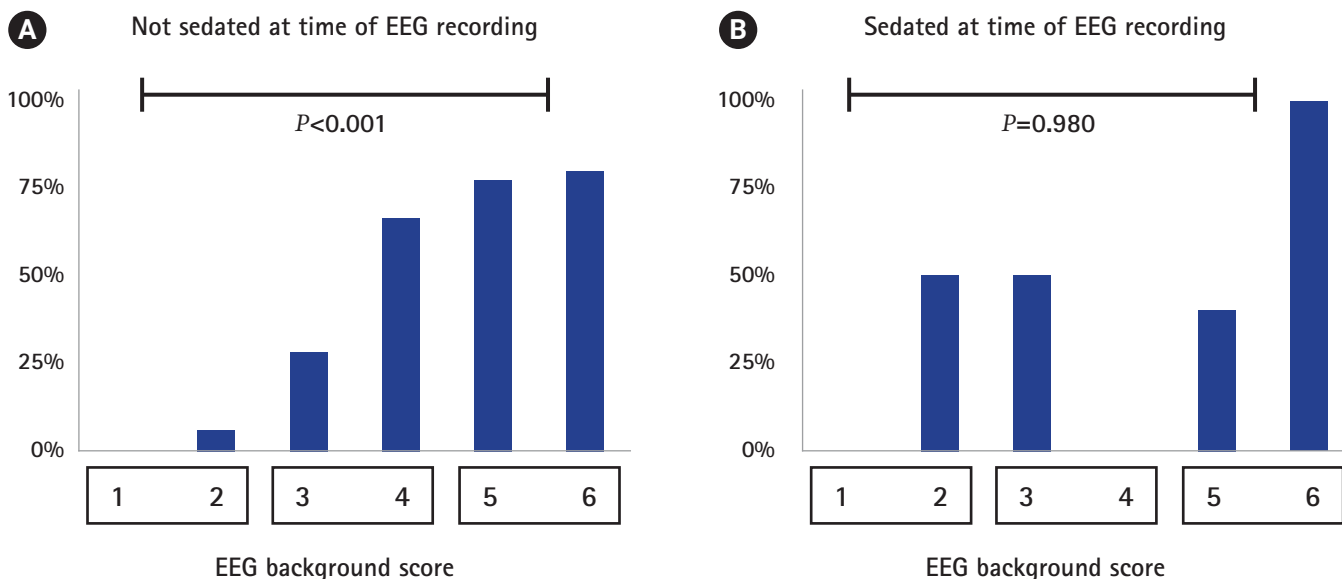 A Not sedated at time of EEG recording
100%
P<0.001
75%
50%
25%
0%
1 2 3 4 5 6
EEG background score
B Sedated at time of EEG recording
100%
P=0.980
75%
50%
25%
0%
1 2 3 4 5 6
EEG background score